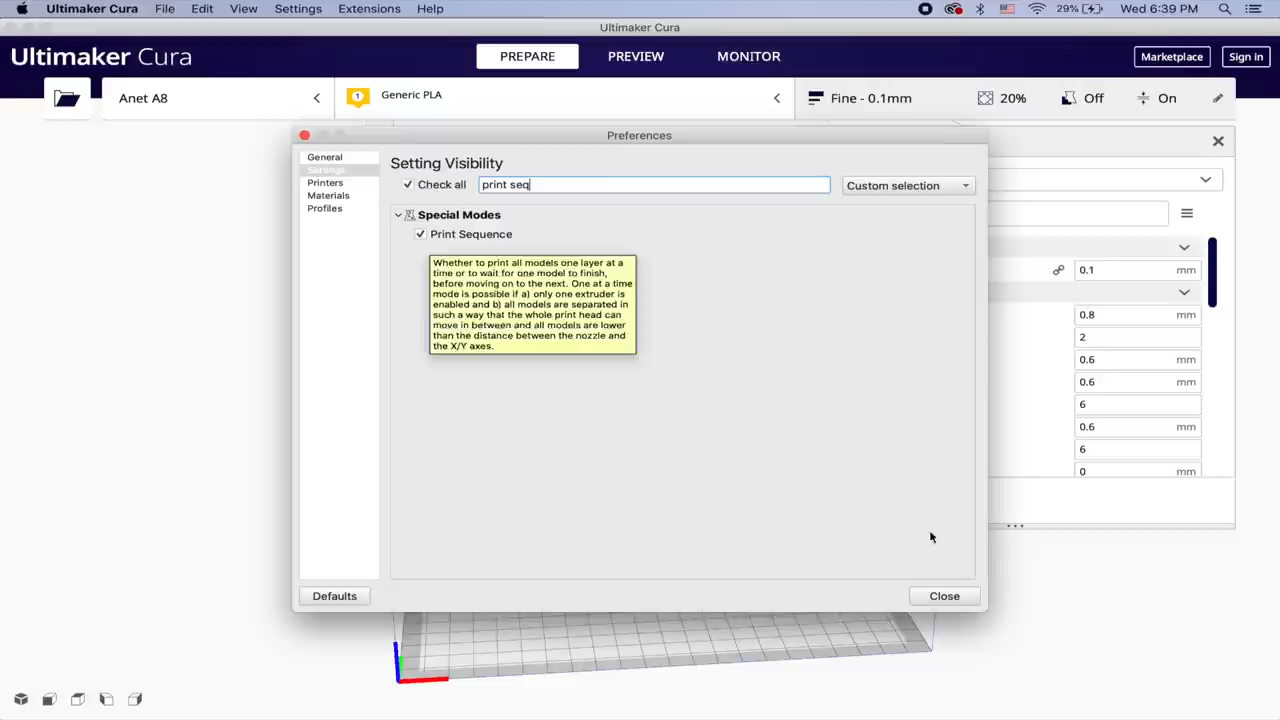 Ultimaker Cura File Edit View Settings Extensions Help 29% Wed 6:39 PM
Ultimaker Cura
Ultimaker Cura PREPARE PREVIEW MONITOR Marketplace Sign in
Anet A8 1 Generic PLA Fine - 0.1mm 20% Off On
Preferences
General
Settings
Printers
Materials
Profiles
Setting Visibility
Check all print seq Custom selection
Special Modes
Print Sequence
Whether to print all models one layer at a
time or to wait for one model to finish,
before moving on to the next. One at a time
mode is possible if a) only one extruder is
enabled and b) all models are separated in
such a way that the whole print head can
move in between and all models are lower
than the distance between the nozzle and
the X/Y axes.
Defaults Close
0.1 mm
0.8 mm
2
0.6 mm
0.6 mm
6
0.6 mm
6
0 mm